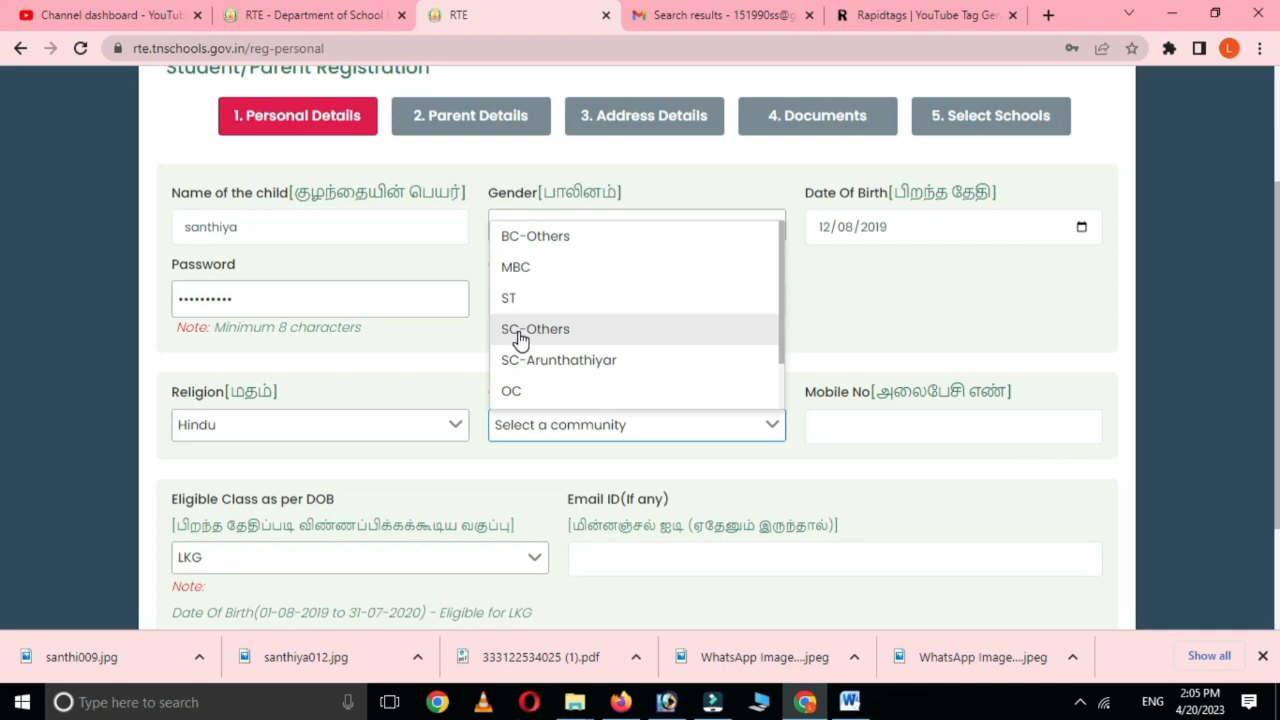 Channel dashboard - YouTub
RTE - Department of School
RTE
Search results - 151990ss@g
Rapidtags | YouTube Tag Gen
rte.tnschools.gov.in/reg-personal
L
Student/Parent Registration
1. Personal Details
2. Parent Details
3. Address Details
4. Documents
5. Select Schools
Name of the child[குழந்தையின் பெயர்]
Gender[பாலினம்]
Date Of Birth[பிறந்த தேதி]
santhiya
12/08/2019
BC-Others
Password
MBC
••••••••••
ST
Note: Minimum 8 characters
SC-Others
SC-Arunthathiyar
Religion[மதம்]
OC
Mobile No[அலைபேசி எண்]
Hindu
Select a community
Eligible Class as per DOB
Email ID(If any)
[பிறந்த தேதிப்படி விண்ணப்பிக்கக்கூடிய வகுப்பு]
[மின்னஞ்சல் ஐடி (ஏதேனும் இருந்தால்)]
LKG
Note:
Date Of Birth(01-08-2019 to 31-07-2020) - Eligible for LKG
santhi009.jpg
santhiya012.jpg
333122534025 (1).pdf
WhatsApp Image....jpeg
WhatsApp Image....jpeg
Show all
Type here to search
ENG
2:05 PM
4/20/2023